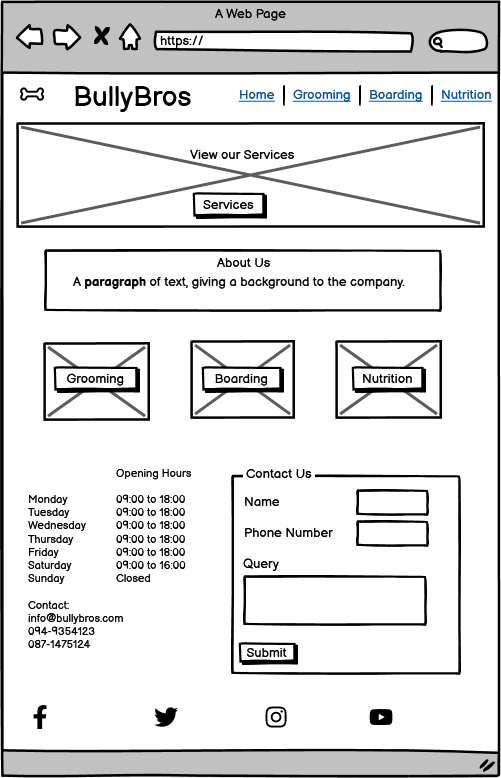 A Web Page
https://
BullyBros
Home Grooming Boarding Nutrition
View our Services
Services
About Us
A paragraph of text, giving a background to the company.
Grooming Boarding Nutrition
Opening Hours
Monday 09:00 to 18:00
Tuesday 09:00 to 18:00
Wednesday 09:00 to 18:00
Thursday 09:00 to 18:00
Friday 09:00 to 18:00
Saturday 09:00 to 16:00
Sunday Closed
Contact:
info@bullybros.com
094-9354123
087-1475124
Contact Us
Name
Phone Number
Query
Submit